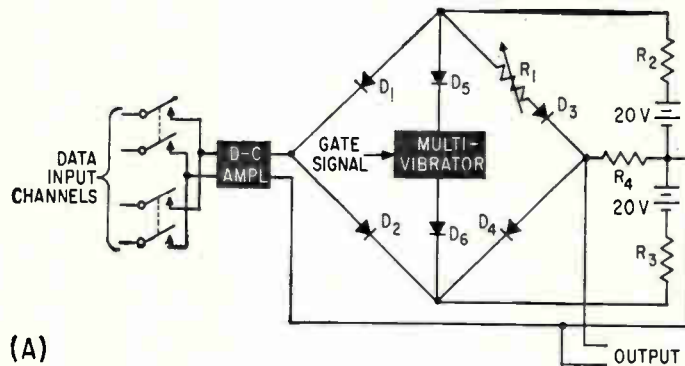 DATA
INPUT
CHANNELS
D-C
AMPL
GATE
SIGNAL
MULTI-
VIBRATOR
D1
D5
R1
D3
D2
D6
D4
R2
20 V
R4
20 V
R3
OUTPUT
(A)